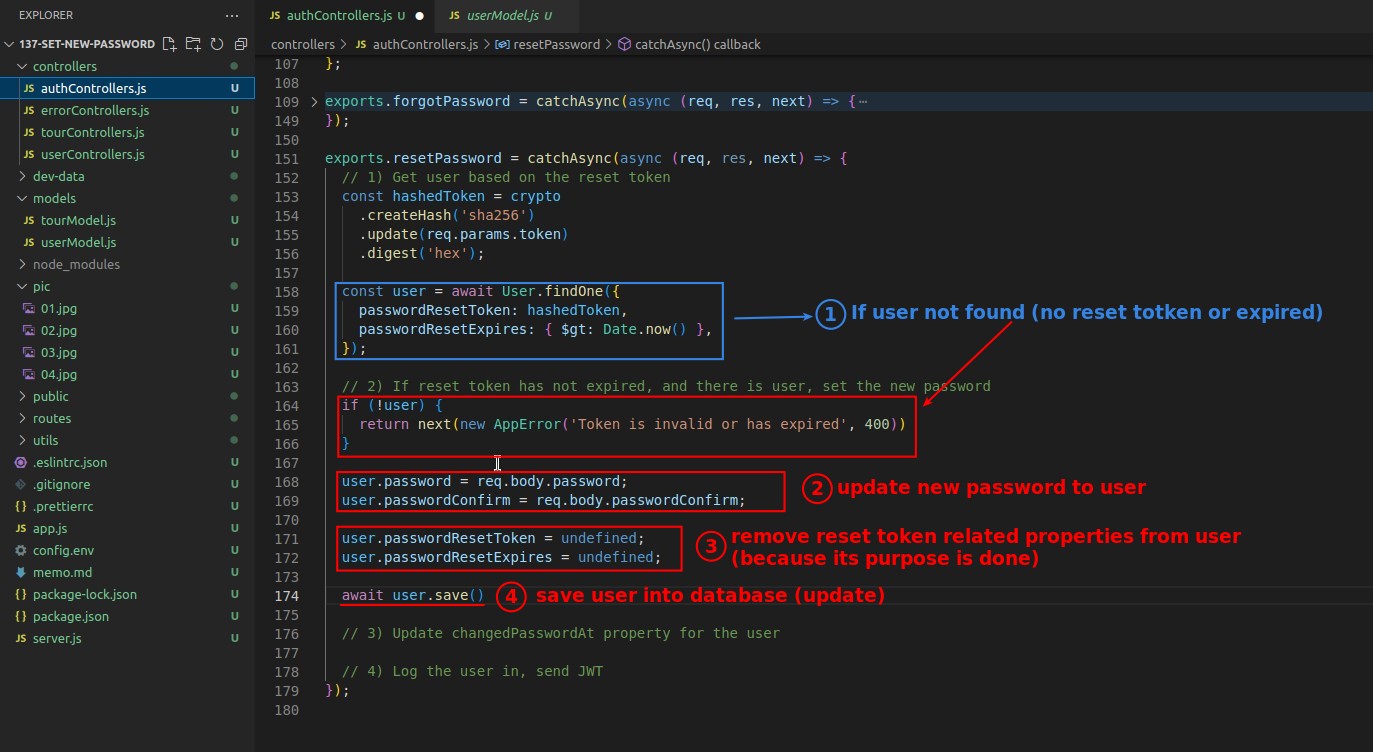 EXPLORER
137-SET-NEW-PASSWORD
controllers
JS authControllers.js U
JS errorControllers.js U
JS tourControllers.js U
JS userControllers.js U
dev-data
models
JS tourModel.js U
JS userModel.js U
node_modules
pic
01.jpg U
02.jpg U
03.jpg U
04.jpg U
public
routes
utils
.eslintrc.json U
.gitignore U
{} .prettierrc U
JS app.js U
config.env U
memo.md U
{} package-lock.json U
{} package.json U
JS server.js U
JS authControllers.js U ●
JS userModel.js U
controllers > JS authControllers.js > resetPassword > catchAsync() callback
107 };
108
109 > exports.forgotPassword = catchAsync(async (req, res, next) => {⋯
149 });
150
151 exports.resetPassword = catchAsync(async (req, res, next) => {
152 // 1) Get user based on the reset token
153 const hashedToken = crypto
154 .createHash('sha256')
155 .update(req.params.token)
156 .digest('hex');
157
158 const user = await User.findOne({
159 passwordResetToken: hashedToken,
① If user not found (no reset totken or expired)
160 passwordResetExpires: { $gt: Date.now() },
161 });
162
163 // 2) If reset token has not expired, and there is user, set the new password
164 if (!user) {
165 return next(new AppError('Token is invalid or has expired', 400))
166 }
167
168 user.password = req.body.password;
② update new password to user
169 user.passwordConfirm = req.body.passwordConfirm;
170
171 user.passwordResetToken = undefined;
③ remove reset token related properties from user
172 user.passwordResetExpires = undefined;
(because its purpose is done)
173
174 await user.save()
④ save user into database (update)
175
176 // 3) Update changedPasswordAt property for the user
177
178 // 4) Log the user in, send JWT
179 });
180